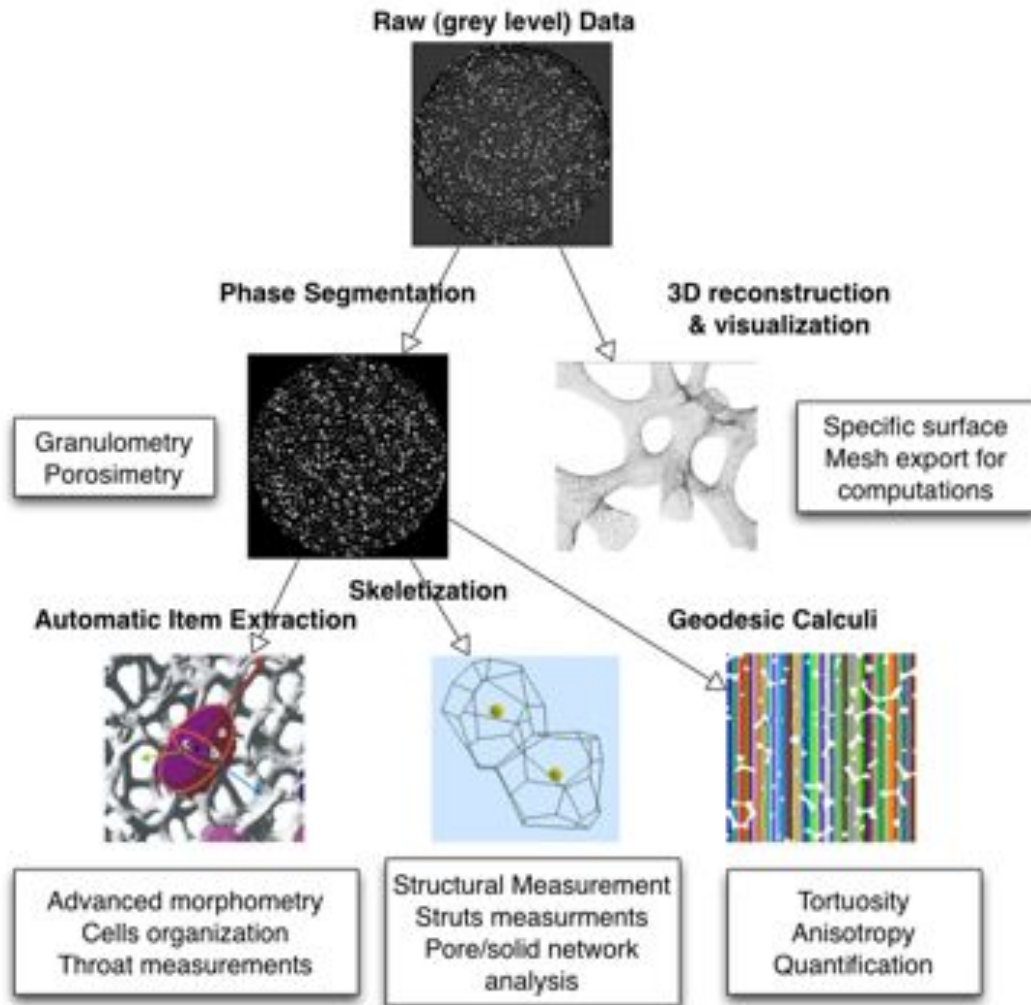 Raw (grey level) Data
Phase Segmentation
3D reconstruction
& visualization
Granulometry
Porosimetry
Specific surface
Mesh export for
computations
Skeletization
Automatic Item Extraction
Geodesic Calculi
Advanced morphometry
Cells organization
Throat measurements
Structural Measurement
Struts measurments
Pore/solid network
analysis
Tortuosity
Anisotropy
Quantification